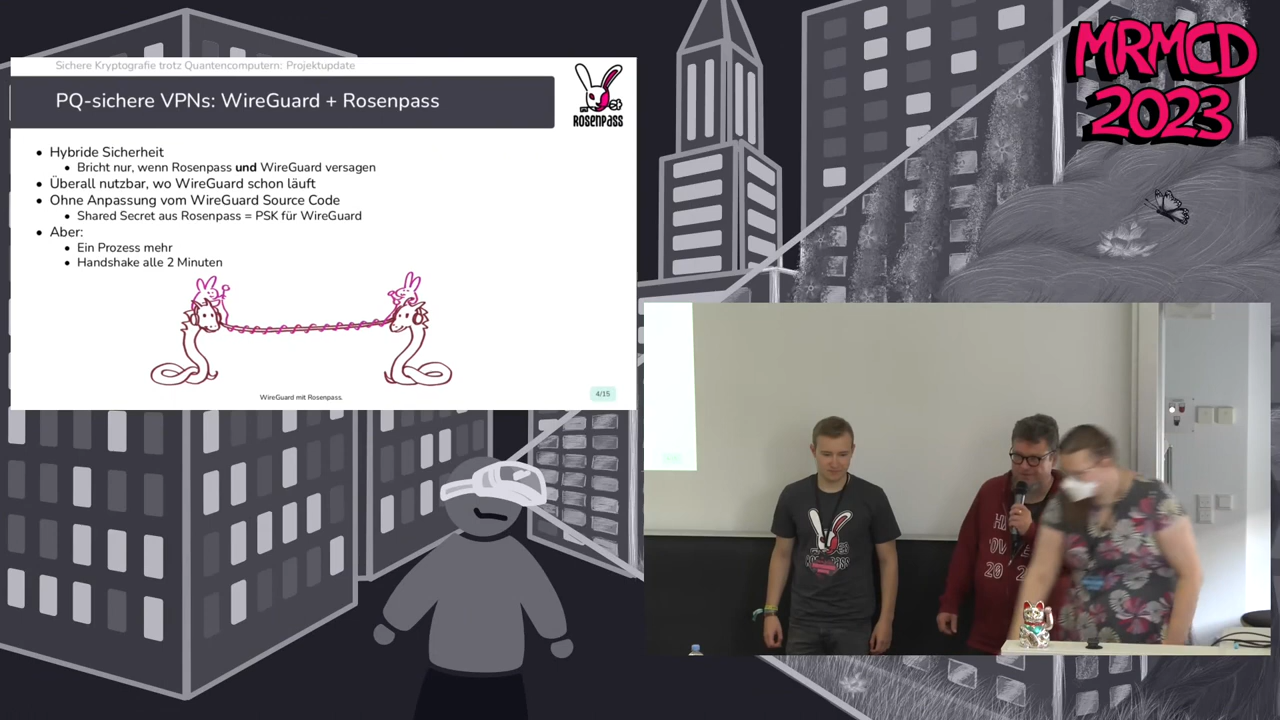 Sichere Kryptografie trotz Quantencomputern: Projektupdate
PQ-sichere VPNs: WireGuard + Rosenpass
ROSENPASS
• Hybride Sicherheit
• Bricht nur, wenn Rosenpass und WireGuard versagen
• Überall nutzbar, wo WireGuard schon läuft
• Ohne Anpassung vom WireGuard Source Code
• Shared Secret aus Rosenpass = PSK für WireGuard
• Aber:
• Ein Prozess mehr
• Handshake alle 2 Minuten
WireGuard mit Rosenpass.
4/15
MRMCD
2023
ROSENPASS